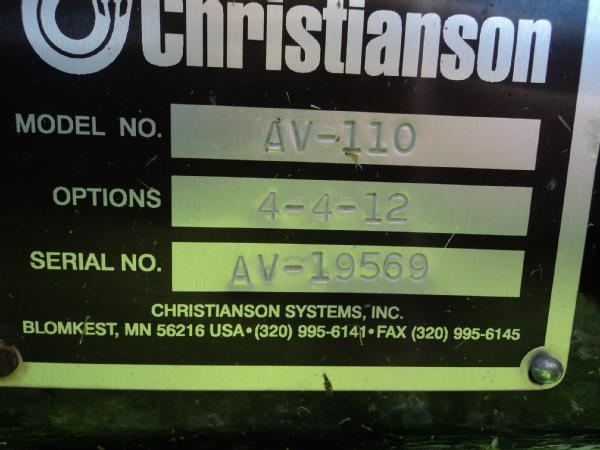 Christianson
MODEL NO. AV-110
OPTIONS 4-4-12
SERIAL NO. AV-19569
CHRISTIANSON SYSTEMS, INC.
BLOMKEST, MN 56216 USA•(320) 995-6141•FAX (320) 995-6145